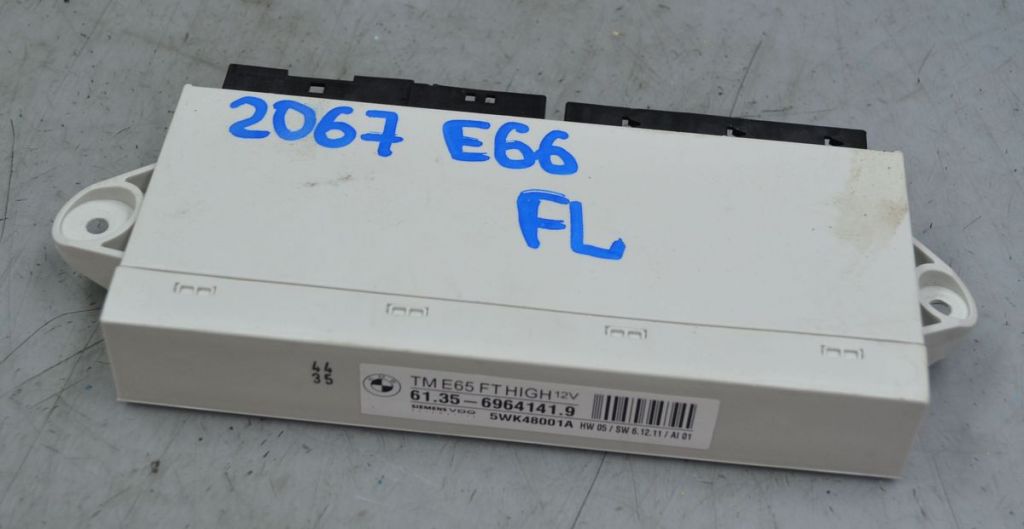 2067 E66
FL
44
35
TM E65 FT HIGH 12V
61.35-6964141.9
SIEMENS VDO 5WK48001A HW 05 / SW 6.12.11 / AI 01